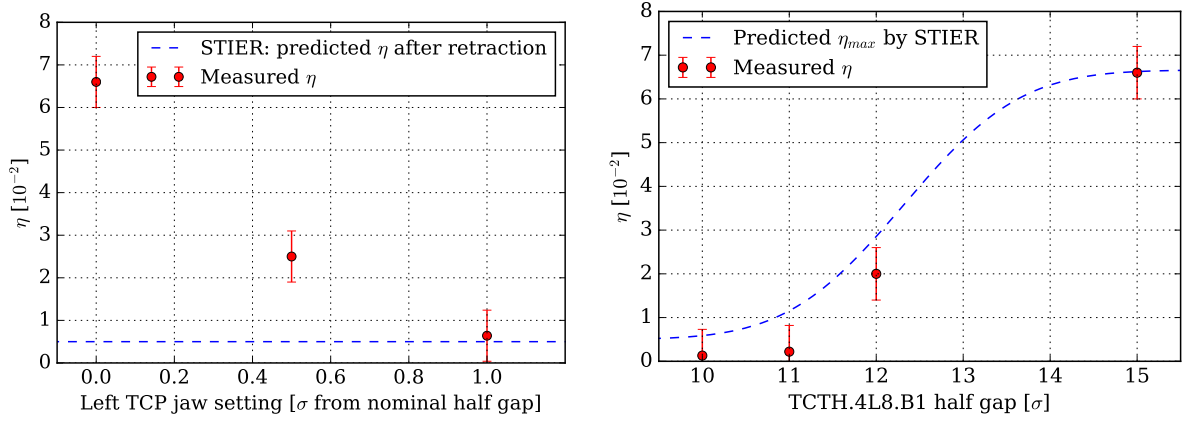 8
7
6
5
4
3
2
1
0
η [10⁻²]
STIER: predicted η after retraction
Measured η
0.0 0.2 0.4 0.6 0.8 1.0
Left TCP jaw setting [σ from nominal half gap]
8
7
6
5
4
3
2
1
0
η [10⁻²]
Predicted ηₘₐₓ by STIER
Measured η
10 11 12 13 14 15
TCTH.4L8.B1 half gap [σ]